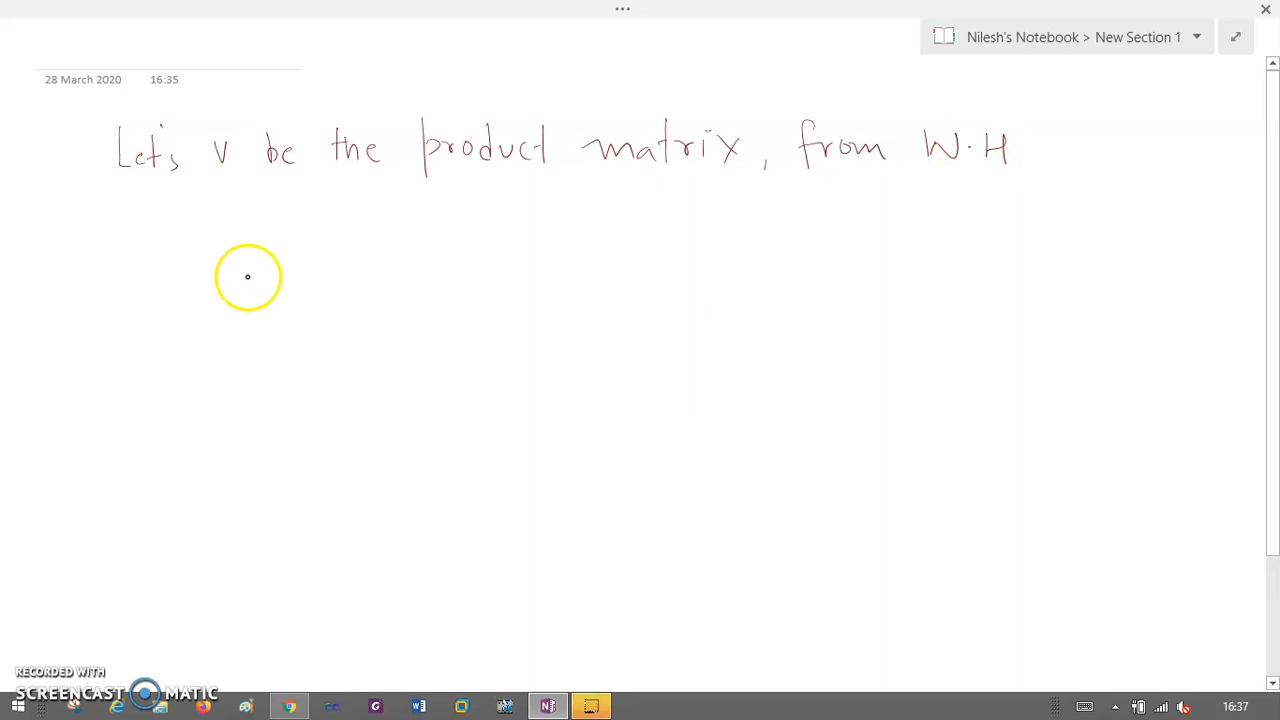 Nilesh's Notebook > New Section 1
28 March 2020 16:35
Let's V be the product matrix, from W.H
RECORDED WITH
SCREENCAST MATIC
16:37